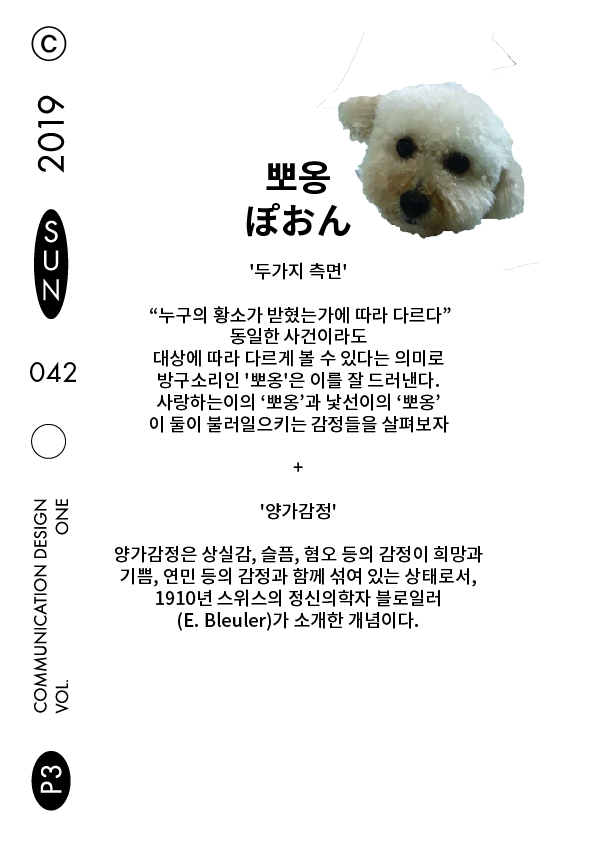 ©
2019
SUN
042
COMMUNICATION DESIGN
VOL. ONE
P3
뽀옹
ぽおん
'두가지 측면'
“누구의 황소가 받혔는가에 따라 다르다”
동일한 사건이라도
대상에 따라 다르게 볼 수 있다는 의미로
방구소리인 '뽀옹'은 이를 잘 드러낸다.
사랑하는이의 ‘뽀옹’과 낯선이의 ‘뽀옹’
이 둘이 불러일으키는 감정들을 살펴보자
+
'양가감정'
양가감정은 상실감, 슬픔, 혐오 등의 감정이 희망과
기쁨, 연민 등의 감정과 함께 섞여 있는 상태로서,
1910년 스위스의 정신의학자 블로일러
(E. Bleuler)가 소개한 개념이다.